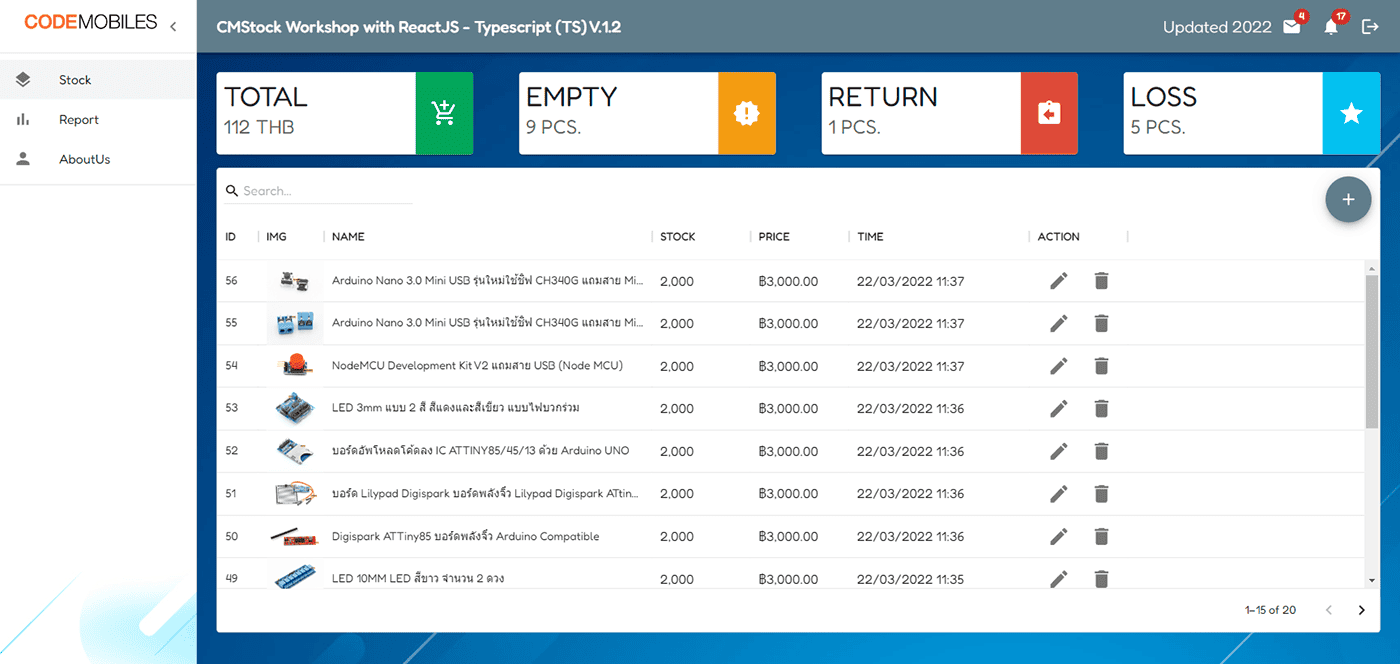 CODEMOBILES
CMStock Workshop with ReactJS - Typescript (TS) V.1.2
Updated 2022
4
17
Stock
Report
AboutUs
TOTAL
112 THB
EMPTY
9 PCS.
RETURN
1 PCS.
LOSS
5 PCS.
Search...
ID IMG NAME STOCK PRICE TIME ACTION
56 Arduino Nano 3.0 Mini USB รุ่นใหม่ใช้ชิฟ CH340G แถมสาย Mi... 2,000 ฿3,000.00 22/03/2022 11:37
55 Arduino Nano 3.0 Mini USB รุ่นใหม่ใช้ชิฟ CH340G แถมสาย Mi... 2,000 ฿3,000.00 22/03/2022 11:37
54 NodeMCU Development Kit V2 แถมสาย USB (Node MCU) 2,000 ฿3,000.00 22/03/2022 11:37
53 LED 3mm แบบ 2 สี สีแดงและสีเขียว แบบไฟบวกร่วม 2,000 ฿3,000.00 22/03/2022 11:36
52 บอร์ดอัพโหลดโค้ดลง IC ATTINY85/45/13 ด้วย Arduino UNO 2,000 ฿3,000.00 22/03/2022 11:36
51 บอร์ด Lilypad Digispark บอร์ดพลังจิ๋ว Lilypad Digispark ATtin... 2,000 ฿3,000.00 22/03/2022 11:36
50 Digispark ATTiny85 บอร์ดพลังจิ๋ว Arduino Compatible 2,000 ฿3,000.00 22/03/2022 11:36
49 LED 10MM LED สีขาว จำนวน 2 ดวง 2,000 ฿3,000.00 22/03/2022 11:35
1–15 of 20